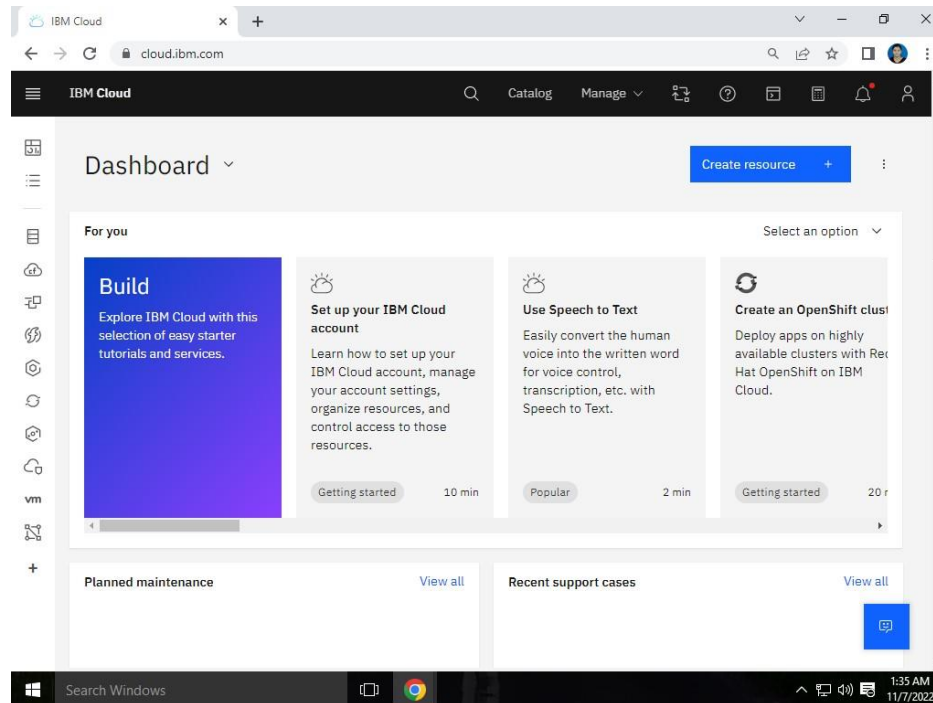 IBM Cloud
cloud.ibm.com
IBM Cloud
Catalog
Manage
Dashboard
Create resource +
For you
Select an option
Build
Explore IBM Cloud with this
selection of easy starter
tutorials and services.
Set up your IBM Cloud
account
Learn how to set up your
IBM Cloud account, manage
your account settings,
organize resources, and
control access to those
resources.
Getting started
10 min
Use Speech to Text
Easily convert the human
voice into the written word
for voice control,
transcription, etc. with
Speech to Text.
Popular
2 min
Create an OpenShift clust
Deploy apps on highly
available clusters with Red
Hat OpenShift on IBM
Cloud.
Getting started
20
vm
Planned maintenance
View all
Recent support cases
View all
Search Windows
1:35 AM
11/7/2022